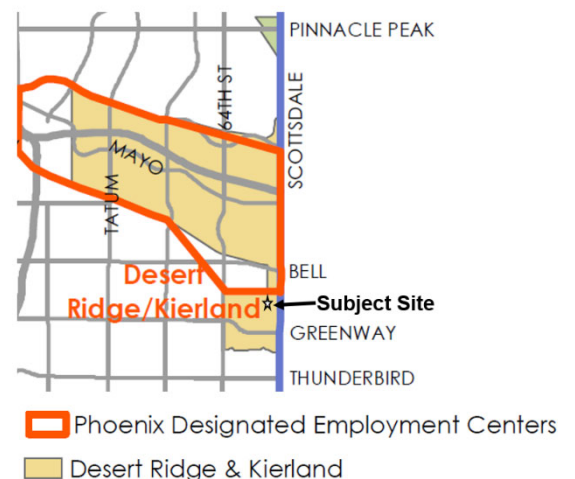 PINNACLE PEAK
64TH ST
SCOTTSDALE
MAYO
TATUM
BELL
Desert
Ridge/Kierland
Subject Site
GREENWAY
THUNDERBIRD
Phoenix Designated Employment Centers
Desert Ridge & Kierland